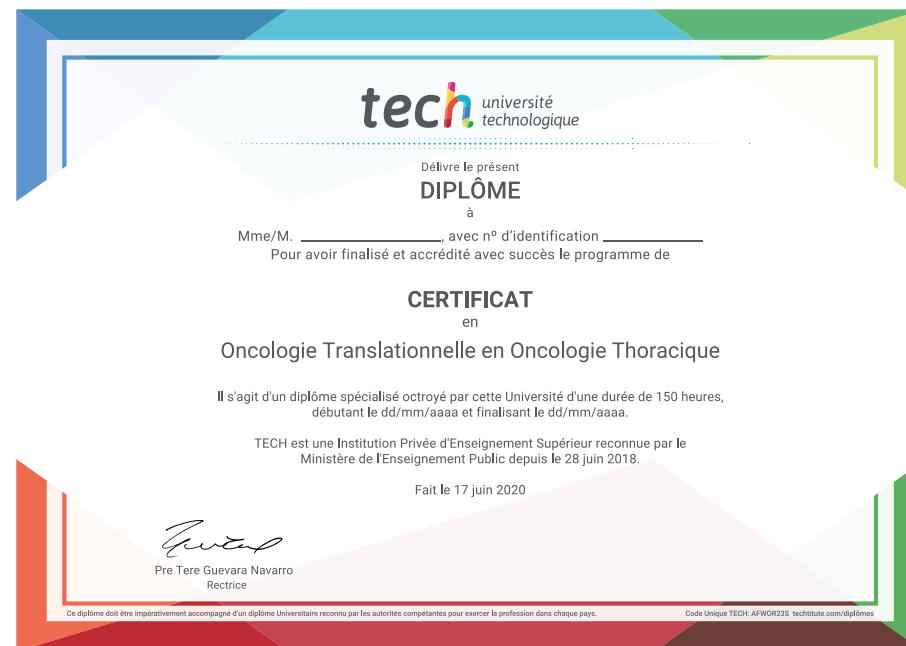 tech université
technologique
Délivre le présent
DIPLÔME
à
Mme/M. ____________________, avec nº d'identification ______________
Pour avoir finalisé et accrédité avec succès le programme de
CERTIFICAT
en
Oncologie Translationnelle en Oncologie Thoracique
Il s'agit d'un diplôme spécialisé octroyé par cette Université d'une durée de 150 heures,
débutant le dd/mm/aaaa et finalisant le dd/mm/aaaa.
TECH est une Institution Privée d'Enseignement Supérieur reconnue par le
Ministère de l'Enseignement Public depuis le 28 juin 2018.
Fait le 17 juin 2020
Pre Tere Guevara Navarro
Rectrice
Ce diplôme doit être impérativement accompagné d'un diplôme Universitaire reconnu par les autorités compétantes pour exercer la profession dans chaque pays.
Code Unique TECH: AFWOR23S techtitute.com/diplômes